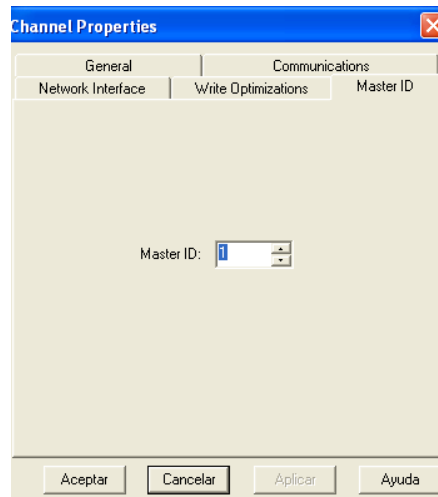 Channel Properties
General Communications
Network Interface Write Optimizations Master ID
Master ID: 1
Aceptar Cancelar Aplicar Ayuda